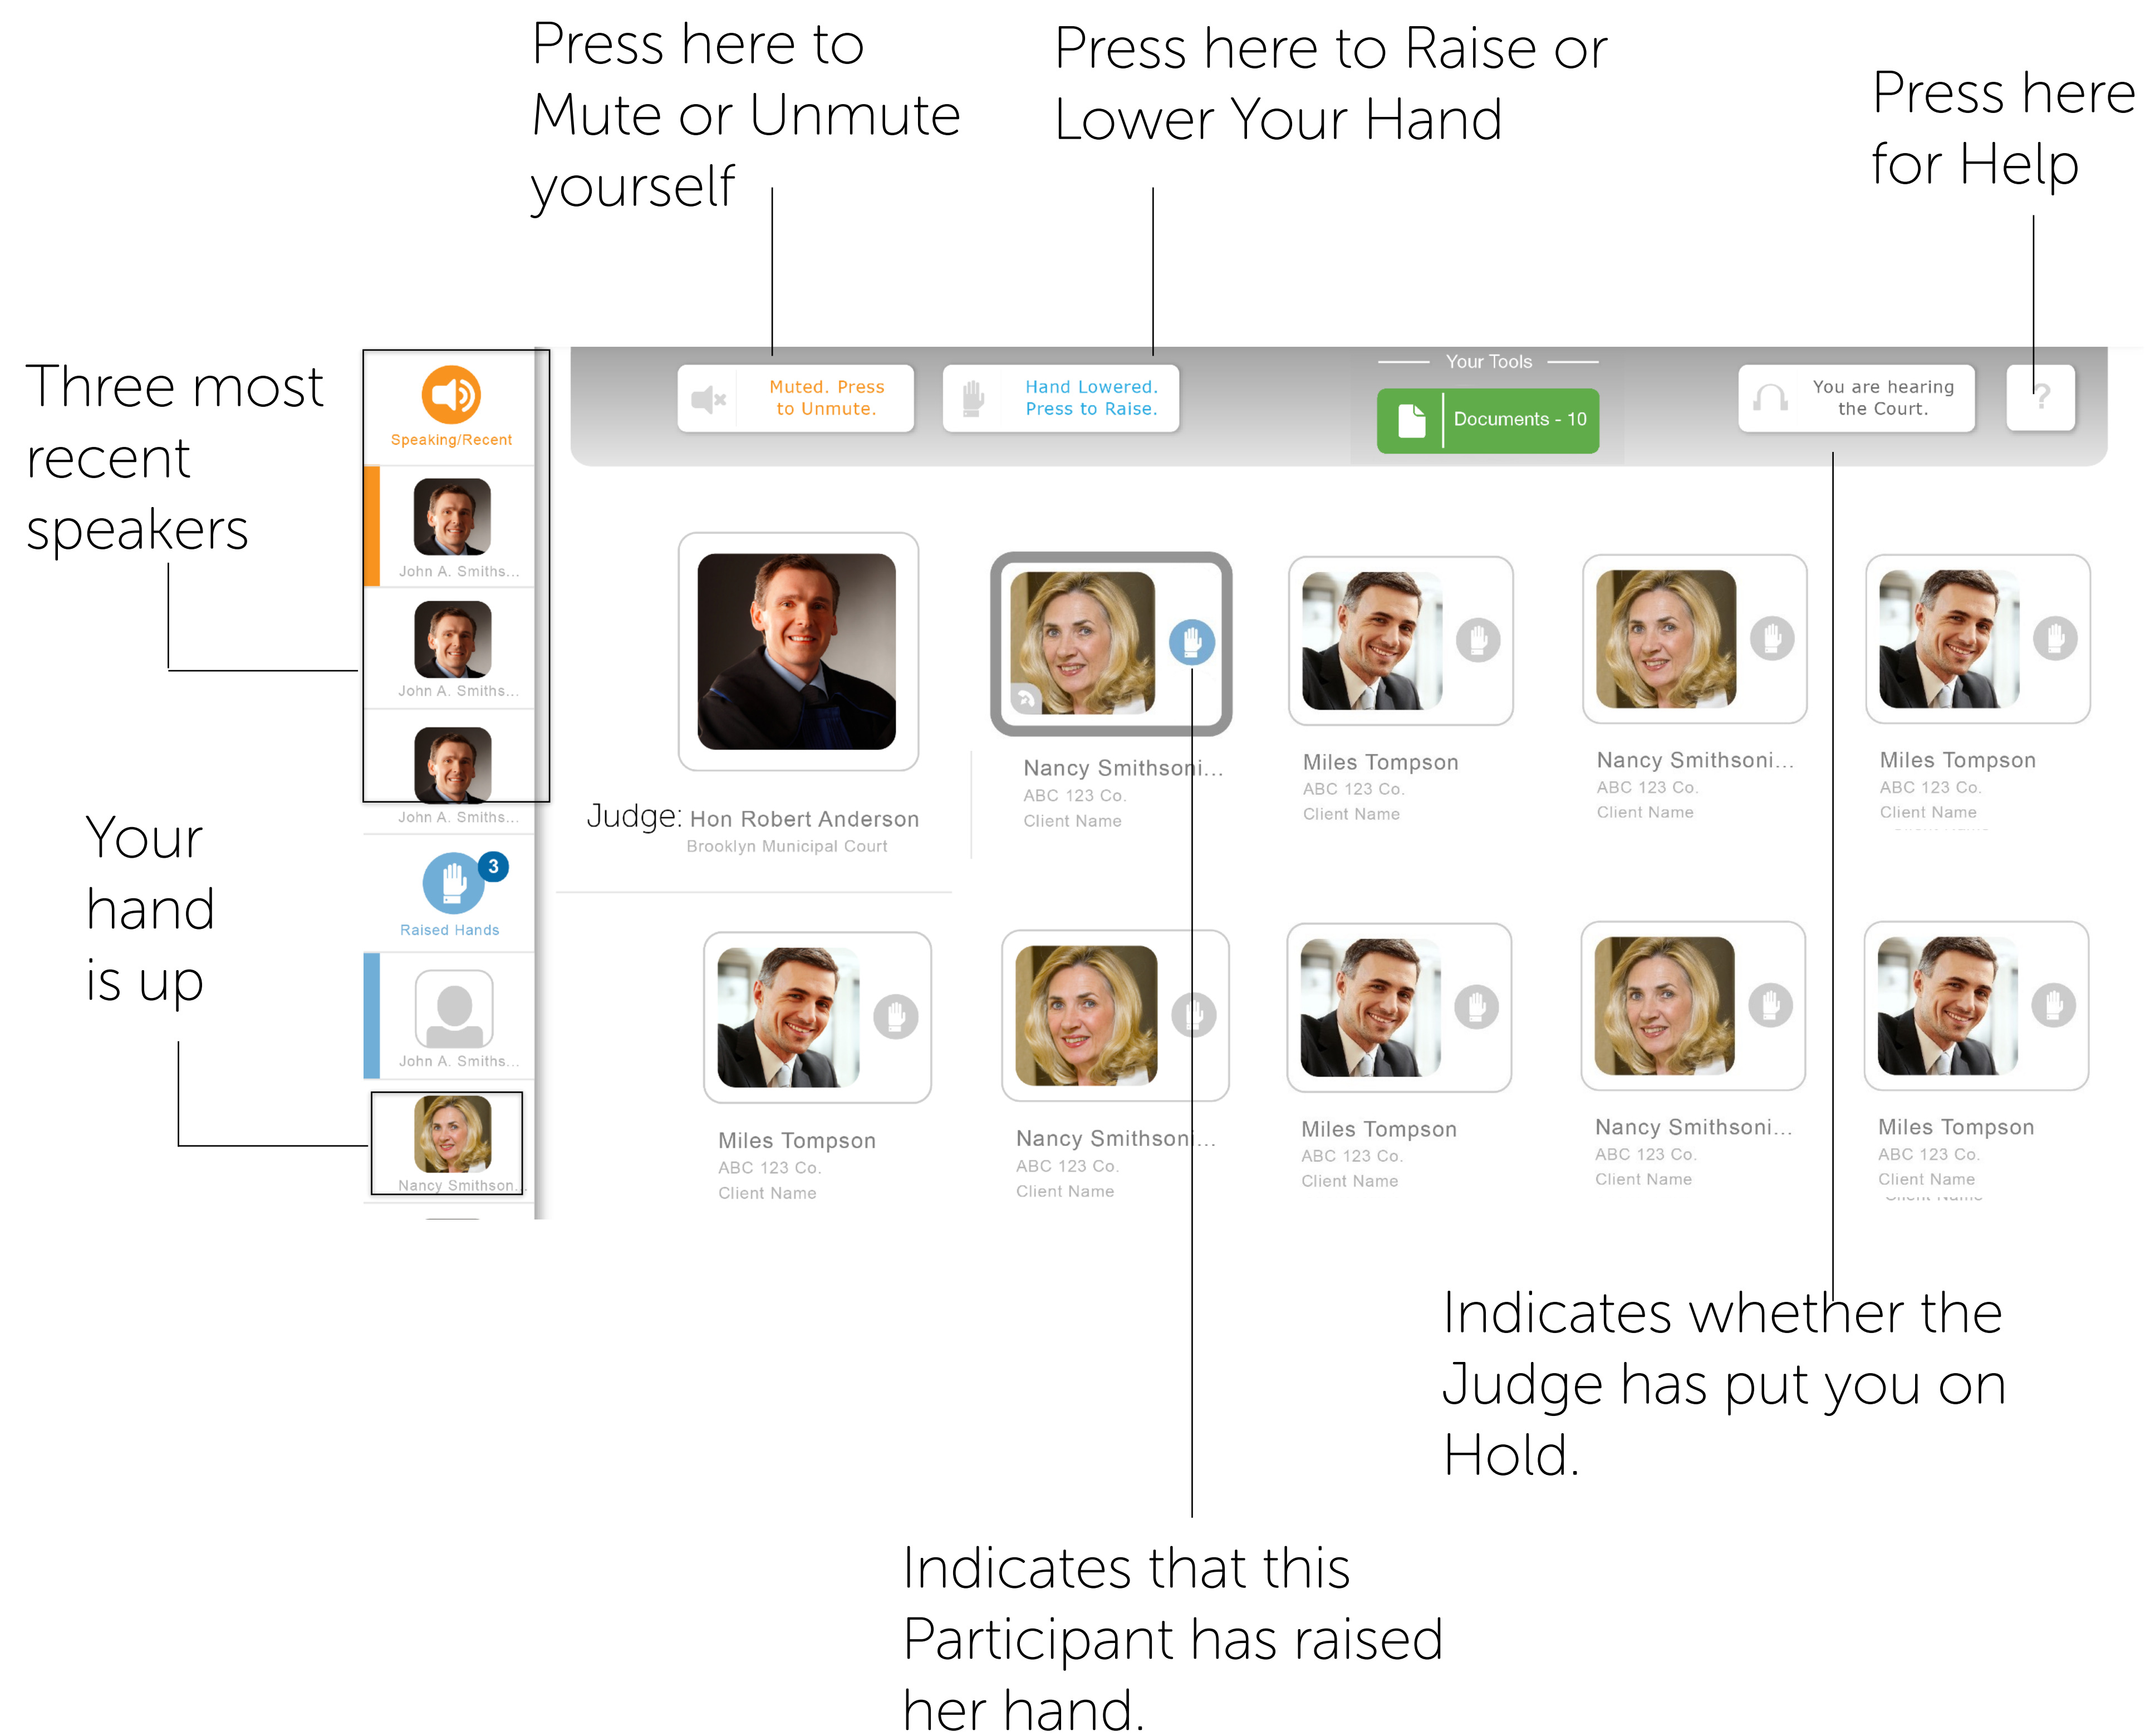 Press here to
Mute or Unmute
yourself
Press here to Raise or
Lower Your Hand
Press here
for Help
Three most
recent
speakers
Your
hand
is up
Speaking/Recent
John A. Smiths...
John A. Smiths...
John A. Smiths...
3
Raised Hands
John A. Smiths...
Nancy Smithson...
Muted. Press
to Unmute.
Hand Lowered.
Press to Raise.
Your Tools
Documents - 10
You are hearing
the Court.
?
Judge: Hon Robert Anderson
Brooklyn Municipal Court
Nancy Smithsoni...
ABC 123 Co.
Client Name
Miles Tompson
ABC 123 Co.
Client Name
Nancy Smithsoni...
ABC 123 Co.
Client Name
Miles Tompson
ABC 123 Co.
Client Name
Miles Tompson
ABC 123 Co.
Client Name
Nancy Smithsoni...
ABC 123 Co.
Client Name
Miles Tompson
ABC 123 Co.
Client Name
Nancy Smithsoni...
ABC 123 Co.
Client Name
Miles Tompson
ABC 123 Co.
Client Name
Indicates whether the
Judge has put you on
Hold.
Indicates that this
Participant has raised
her hand.